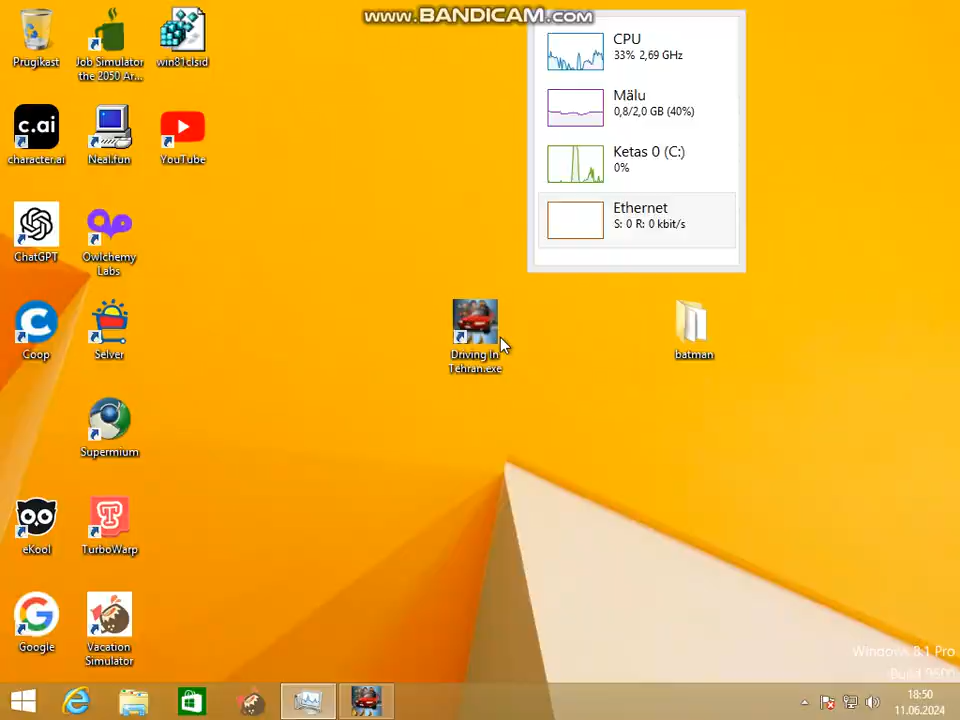 WWW.BANDICAM.COM
CPU
33% 2,69 GHz
Mälu
0,8/2,0 GB (40%)
Ketas 0 (C:)
0%
Ethernet
S: 0 R: 0 kbit/s
Prügikast
Job Simulator
the 2050 Ar...
win81clsid
c.ai
character.ai
Neal.fun
YouTube
ChatGPT
Owlchemy
Labs
Coop
Selver
Driving In
Tehran.exe
batman
Supermium
eKool
TurboWarp
Google
Vacation
Simulator
Windows 8.1 Pro
Build 9600
18:50
11.06.2024